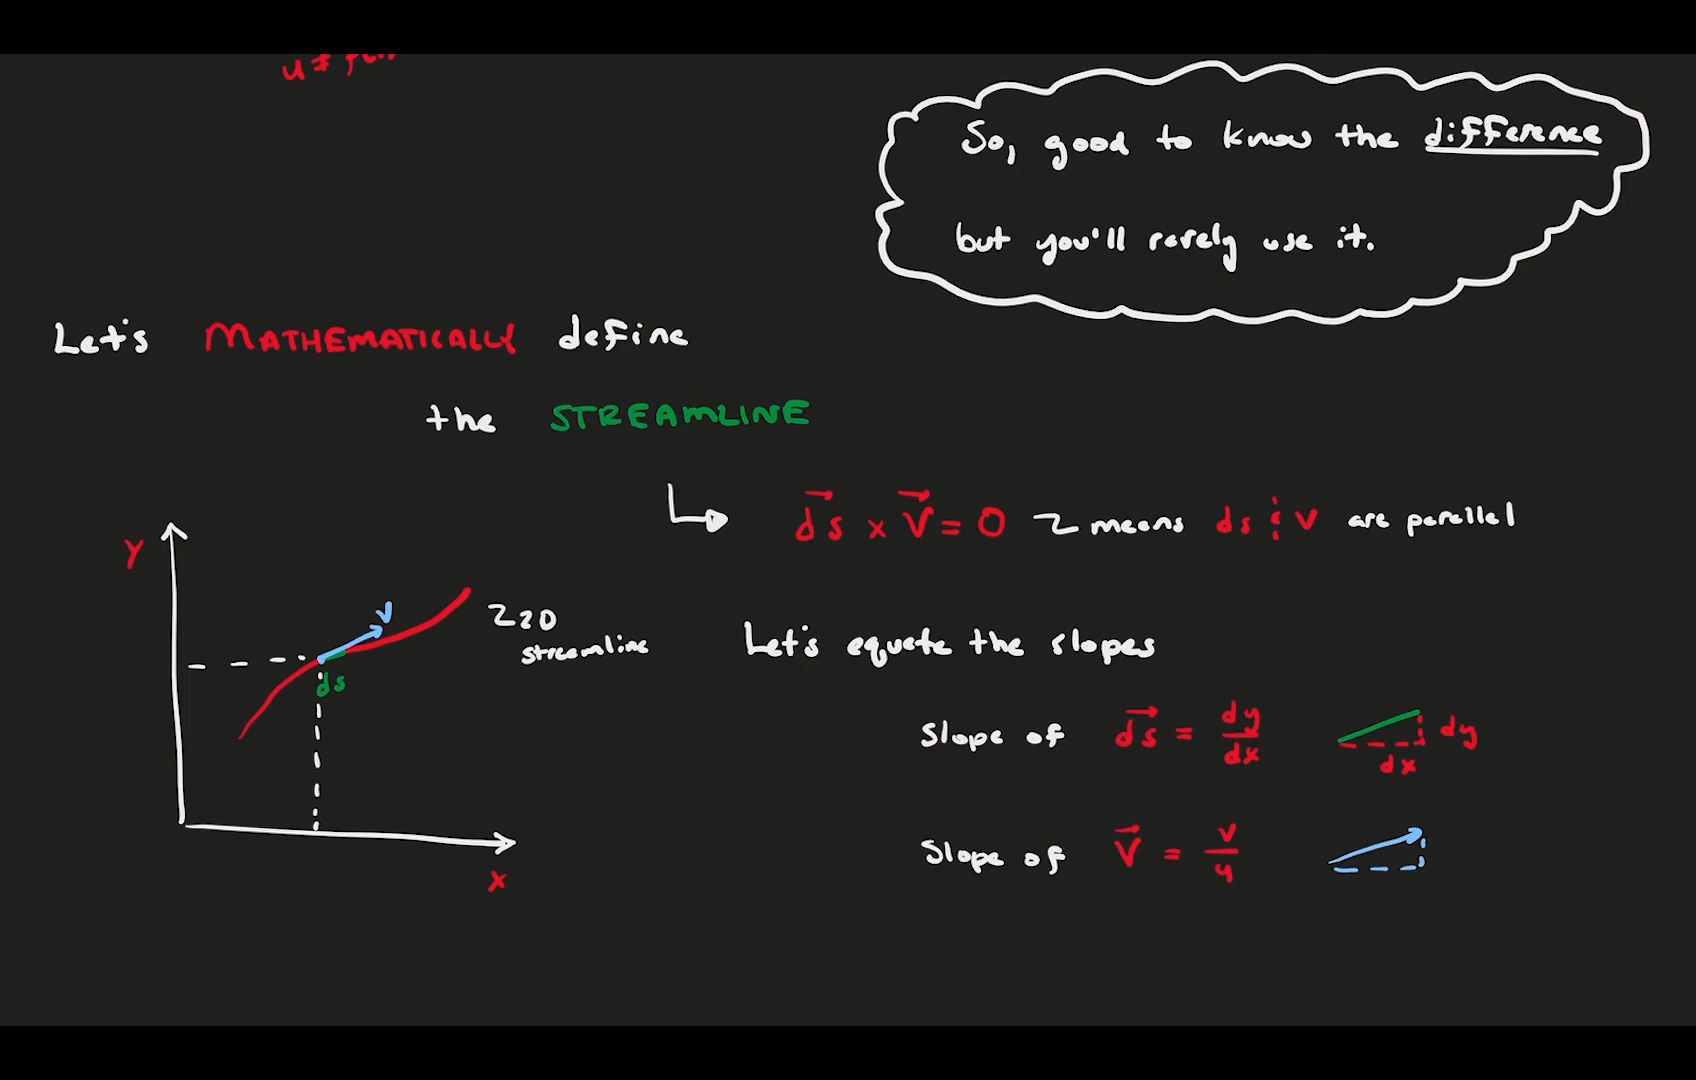 So, good to know the difference
but you'll rarely use it.
Let's MATHEMATICALLY define
the STREAMLINE
ds x V = 0 means ds & V are parallel
y
V
2D
streamline
ds
x
Let's equate the slopes
Slope of ds = dy/dx
dy
dx
Slope of V = v/u